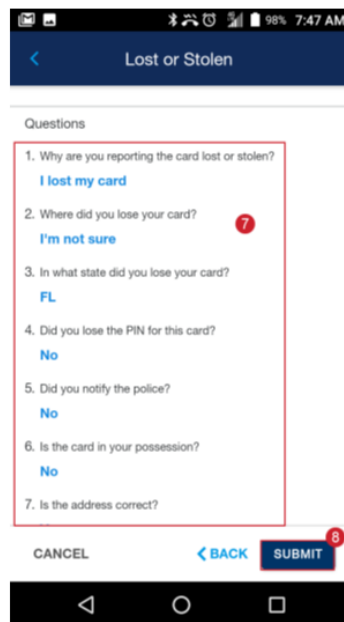 98% 7:47 AM
Lost or Stolen
Questions
1. Why are you reporting the card lost or stolen?
I lost my card
2. Where did you lose your card?
I'm not sure
7
3. In what state did you lose your card?
FL
4. Did you lose the PIN for this card?
No
5. Did you notify the police?
No
6. Is the card in your possession?
No
7. Is the address correct?
8
CANCEL
BACK
SUBMIT